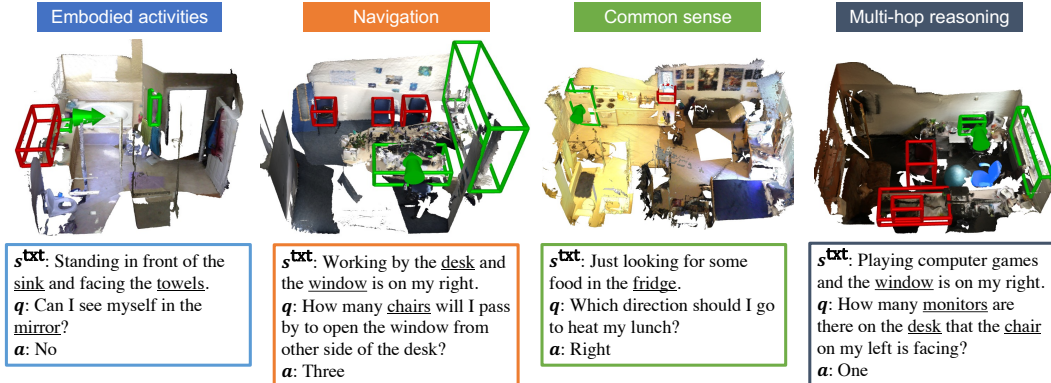 Embodied activities
Navigation
Common sense
Multi-hop reasoning
s^txt: Standing in front of the
sink and facing the towels.
q: Can I see myself in the
mirror?
a: No
s^txt: Working by the desk and
the window is on my right.
q: How many chairs will I pass
by to open the window from
other side of the desk?
a: Three
s^txt: Just looking for some
food in the fridge.
q: Which direction should I go
to heat my lunch?
a: Right
s^txt: Playing computer games
and the window is on my right.
q: How many monitors are
there on the desk that the chair
on my left is facing?
a: One